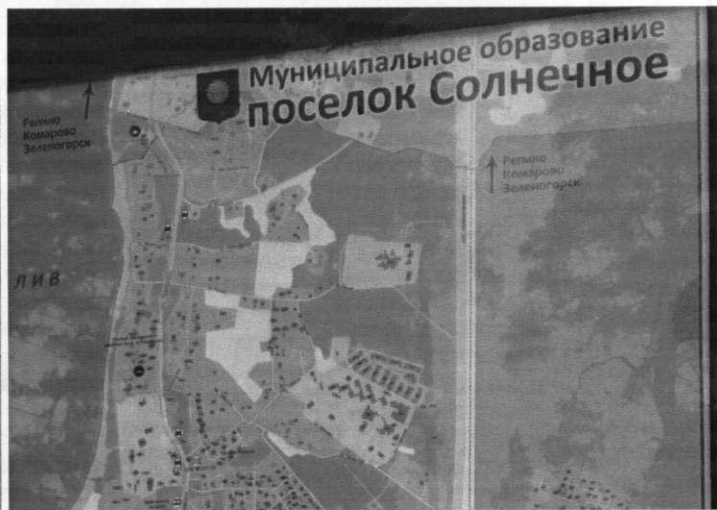 Муниципальное образование
поселок Солнечное
Репино
Комарово
Зеленогорск
Репино
Комарово
Зеленогорск
ЛИВ